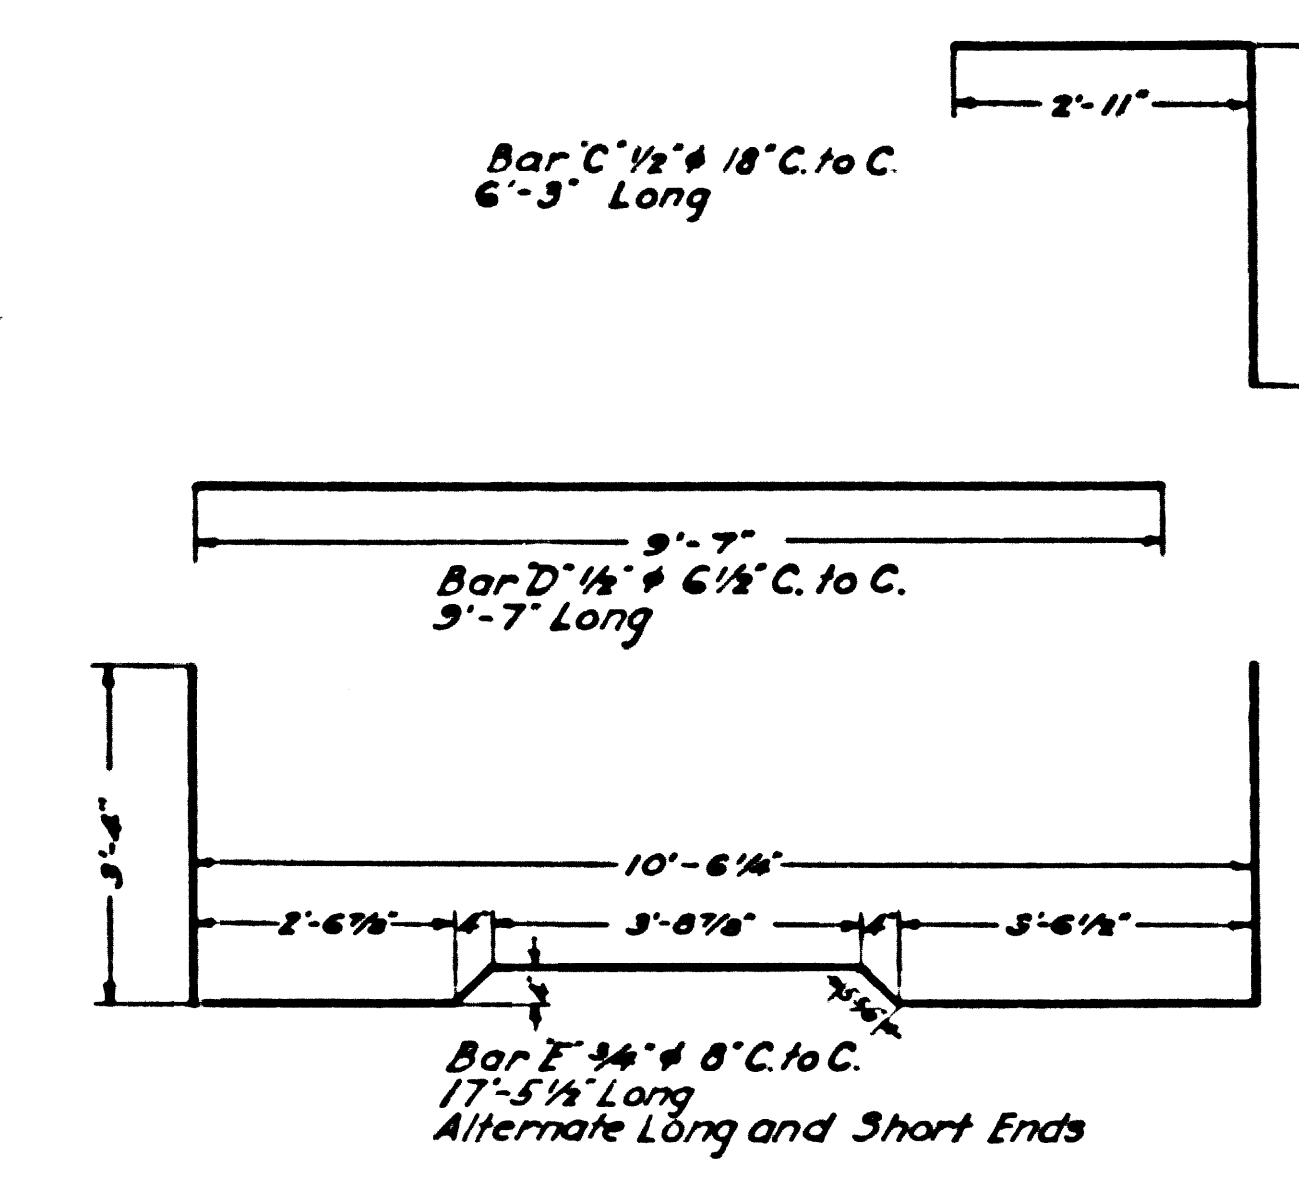 2'-11"
Bar "C" 1/2" ϕ 18" C. to C.
6'-3" Long
9'-7"
Bar "D" 1/2" ϕ 6 1/2" C. to C.
9'-7" Long
3'-4"
10'-6 1/4"
2'-6 7/8" 4" 3'-8 7/8" 4" 3'-6 1/2"
Bar "E" 3/4" ϕ 8" C. to C.
17'-5 1/2" Long
Alternate Long and Short Ends